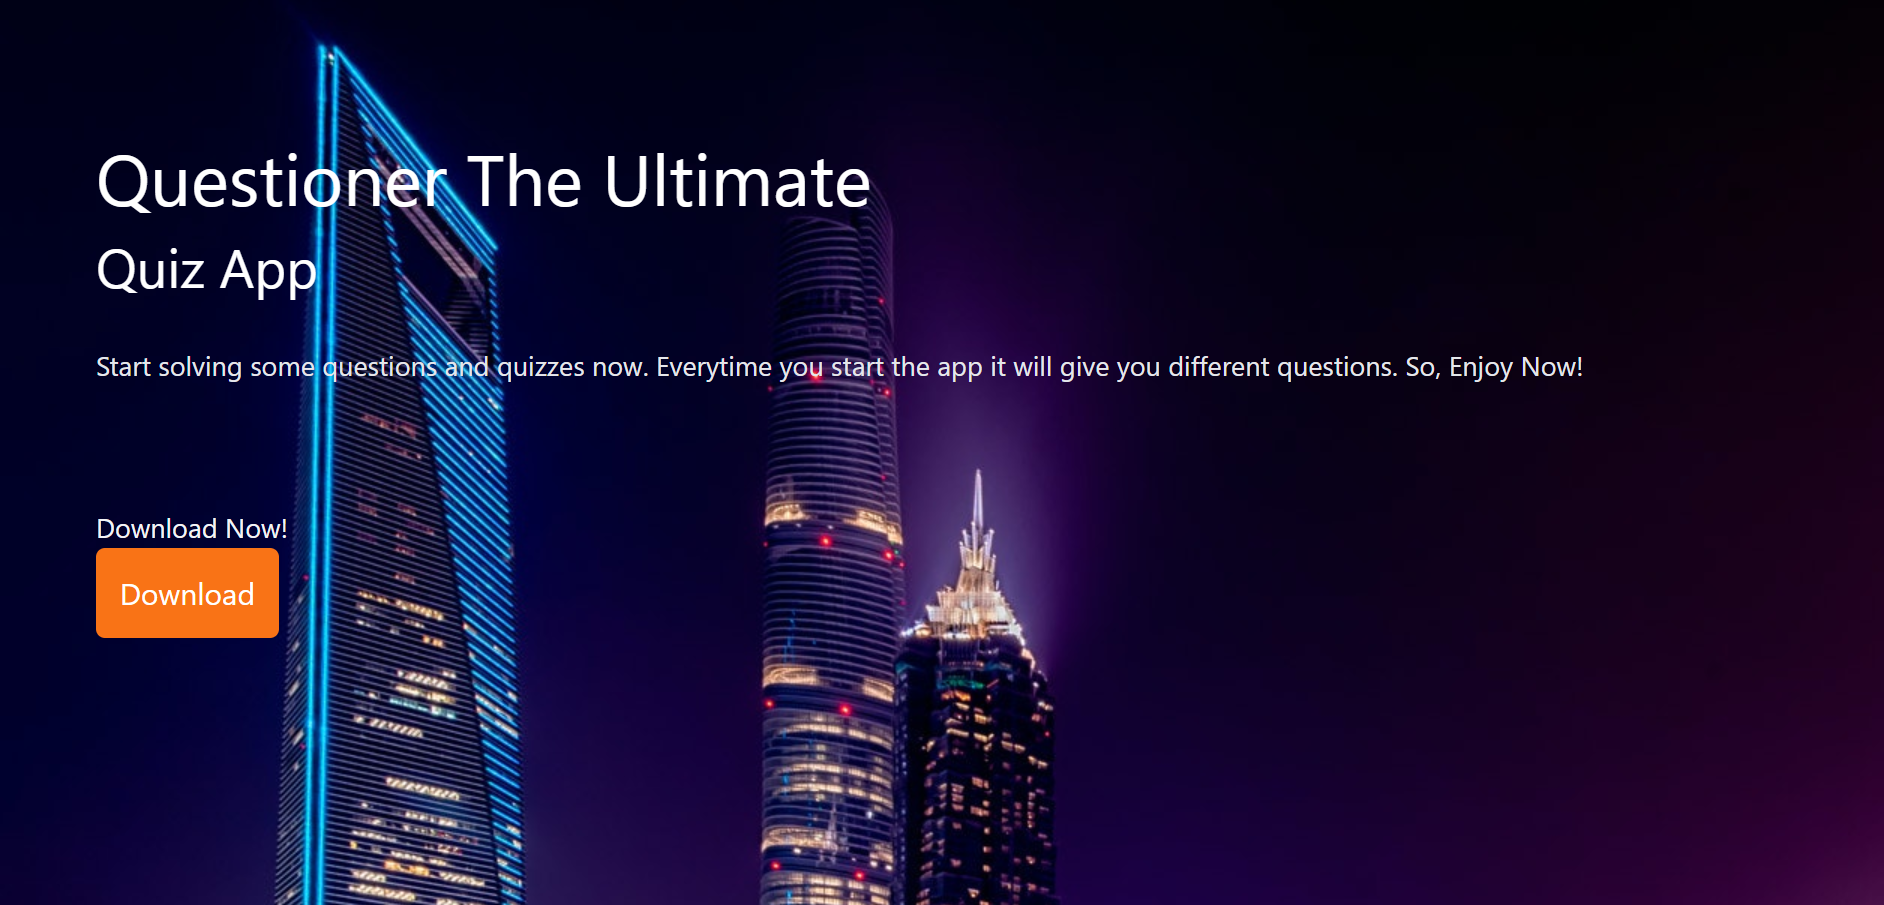 Questioner The Ultimate
Quiz App
Start solving some questions and quizzes now. Everytime you start the app it will give you different questions. So, Enjoy Now!
Download Now!
Download